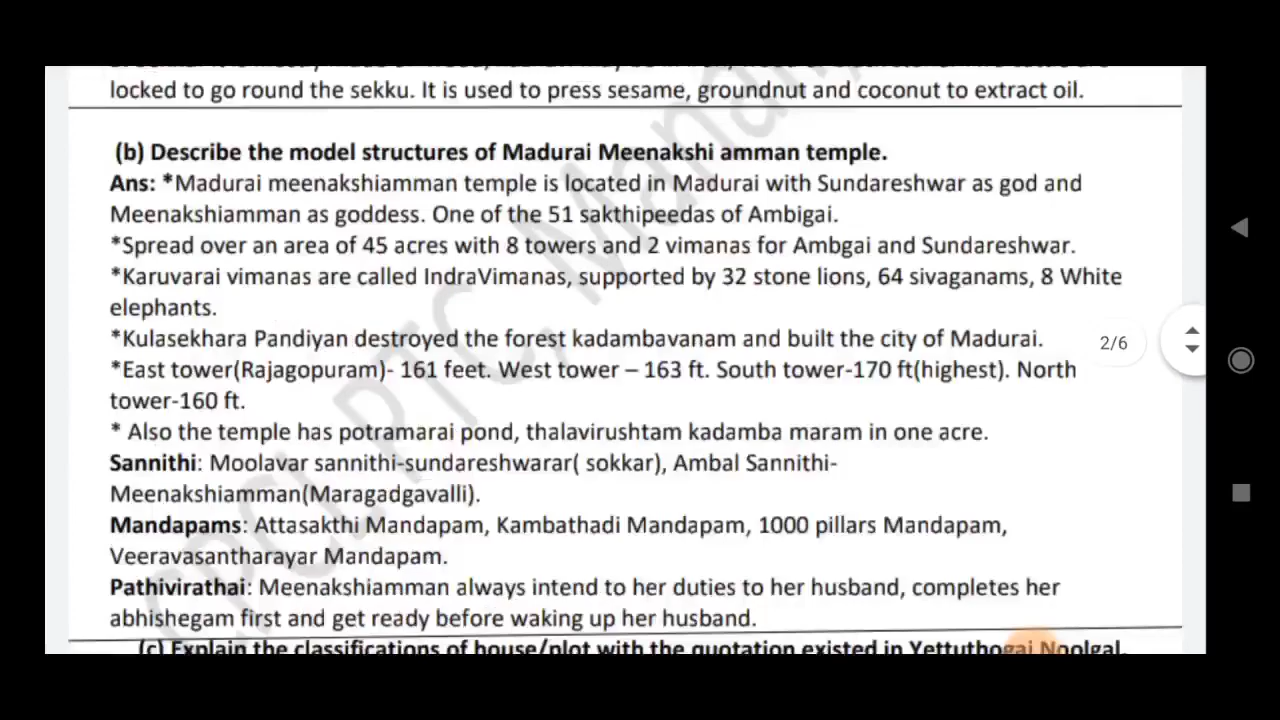 locked to go round the sekku. It is used to press sesame, groundnut and coconut to extract oil.
(b) Describe the model structures of Madurai Meenakshi amman temple.
Ans: *Madurai meenakshiamman temple is located in Madurai with Sundareshwar as god and
Meenakshiamman as goddess. One of the 51 sakthipeedas of Ambigai.
*Spread over an area of 45 acres with 8 towers and 2 vimanas for Ambgai and Sundareshwar.
*Karuvarai vimanas are called IndraVimanas, supported by 32 stone lions, 64 sivaganams, 8 White
elephants.
*Kulasekhara Pandiyan destroyed the forest kadambavanam and built the city of Madurai.
2/6
*East tower(Rajagopuram)- 161 feet. West tower – 163 ft. South tower-170 ft(highest). North
tower-160 ft.
* Also the temple has potramarai pond, thalavirushtam kadamba maram in one acre.
Sannithi: Moolavar sannithi-sundareshwarar( sokkar), Ambal Sannithi-
Meenakshiamman(Maragadgavalli).
Mandapams: Attasakthi Mandapam, Kambathadi Mandapam, 1000 pillars Mandapam,
Veeravasantharayar Mandapam.
Pathivirathai: Meenakshiamman always intend to her duties to her husband, completes her
abhishegam first and get ready before waking up her husband.
(c) Explain the classifications of house/plot with the quotation existed in Yettuthogai Noolgal.